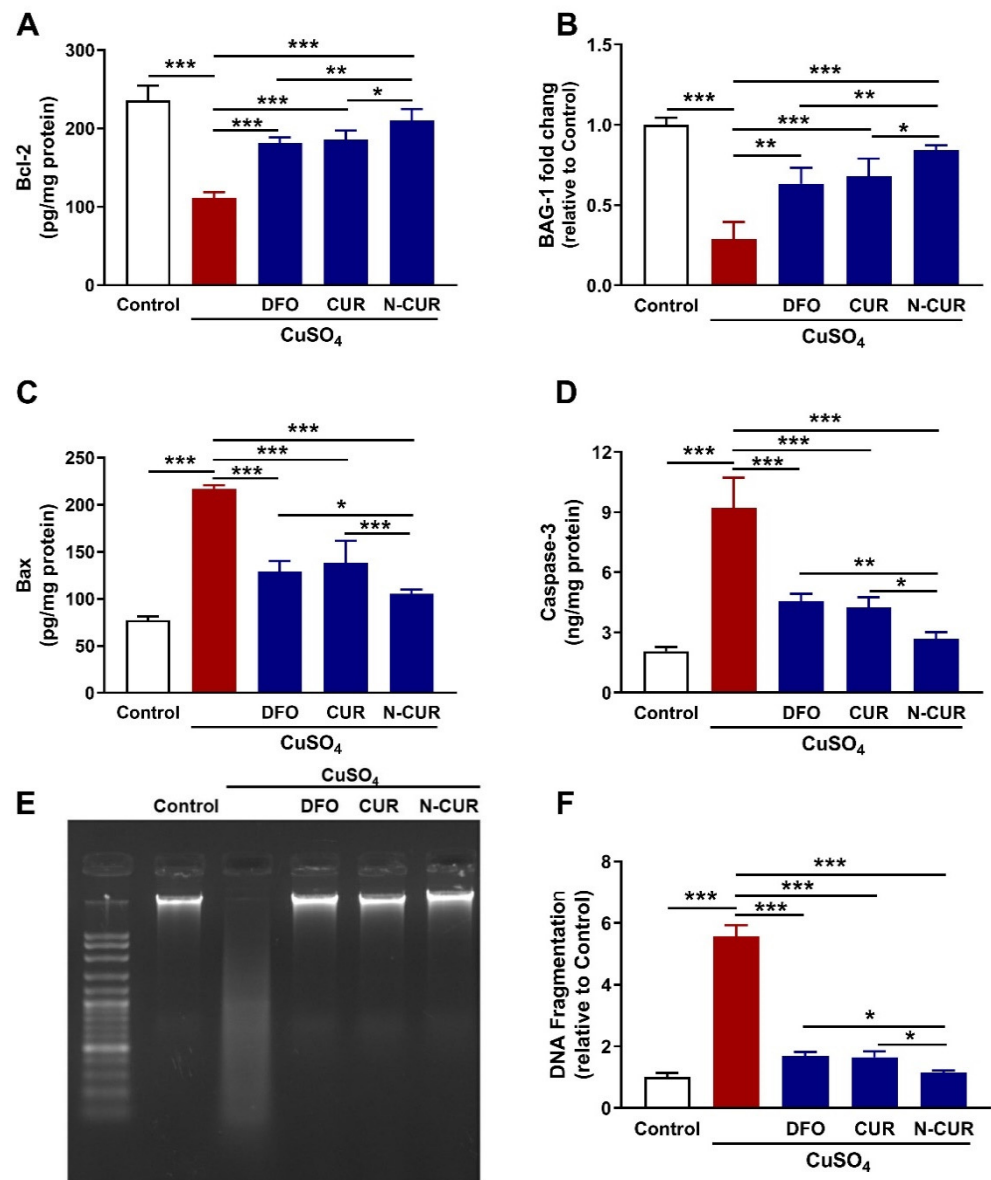 A
Bcl-2
(pg/mg protein)
300
200
100
0
***
***
**
***
*
***
Control
DFO
CUR
N-CUR
CuSO₄
B
BAG-1 fold chang
(relative to Control)
1.5
1.0
0.5
0.0
***
***
**
***
*
**
Control
DFO
CUR
N-CUR
CuSO₄
C
Bax
(pg/mg protein)
250
200
150
100
50
0
***
***
***
***
*
***
Control
DFO
CUR
N-CUR
CuSO₄
D
Caspase-3
(ng/mg protein)
12
9
6
3
0
***
***
***
***
**
*
Control
DFO
CUR
N-CUR
CuSO₄
E
CuSO₄
Control
DFO
CUR
N-CUR
F
DNA Fragmentation
(relative to Control)
8
6
4
2
0
***
***
***
***
*
*
Control
DFO
CUR
N-CUR
CuSO₄